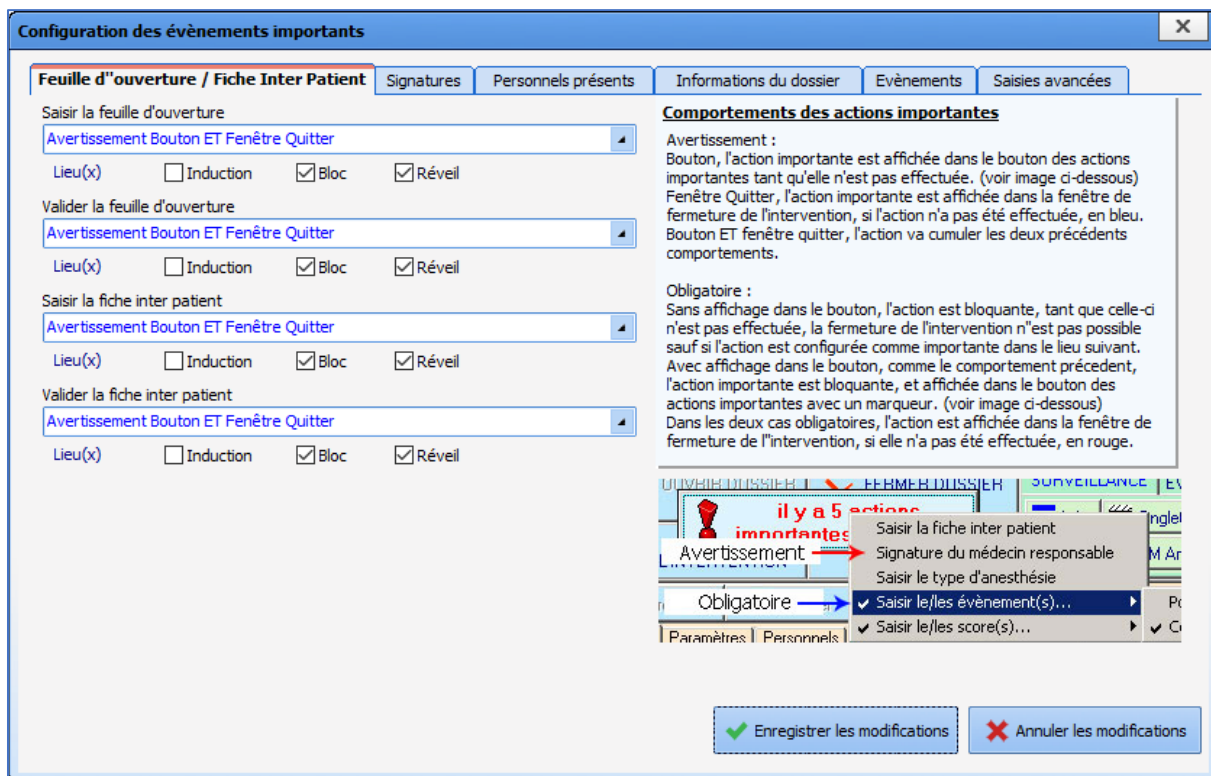 Configuration des évènements importants
Feuille d''ouverture / Fiche Inter Patient
Signatures
Personnels présents
Informations du dossier
Evènements
Saisies avancées
Saisir la feuille d'ouverture
Avertissement Bouton ET Fenêtre Quitter
Lieu(x) Induction Bloc Réveil
Valider la feuille d'ouverture
Avertissement Bouton ET Fenêtre Quitter
Lieu(x) Induction Bloc Réveil
Saisir la fiche inter patient
Avertissement Bouton ET Fenêtre Quitter
Lieu(x) Induction Bloc Réveil
Valider la fiche inter patient
Avertissement Bouton ET Fenêtre Quitter
Lieu(x) Induction Bloc Réveil
Comportements des actions importantes
Avertissement :
Bouton, l'action importante est affichée dans le bouton des actions
importantes tant qu'elle n'est pas effectuée. (voir image ci-dessous)
Fenêtre Quitter, l'action importante est affichée dans la fenêtre de
fermeture de l'intervention, si l'action n'a pas été effectuée, en bleu.
Bouton ET fenêtre quitter, l'action va cumuler les deux précédents
comportements.
Obligatoire :
Sans affichage dans le bouton, l'action est bloquante, tant que celle-ci
n'est pas effectuée, la fermeture de l'intervention n''est pas possible
sauf si l'action est configurée comme importante dans le lieu suivant.
Avec affichage dans le bouton, comme le comportement précedent,
l'action importante est bloquante, et affichée dans le bouton des
actions importantes avec un marqueur. (voir image ci-dessous)
Dans les deux cas obligatoires, l'action est affichée dans la fenêtre de
fermeture de l''intervention, si elle n'a pas été effectuée, en rouge.
OUVRIR DOSSIER FERMER DOSSIER SURVEILLANCE
il y a 5 actions
importantes
Saisir la fiche inter patient
Avertissement
Signature du médecin responsable
L'INTERVENTION
Saisir le type d'anesthésie
Obligatoire
Saisir le/les évènement(s)...
Saisir le/les score(s)...
Paramètres Personnels
Enregistrer les modifications
Annuler les modifications